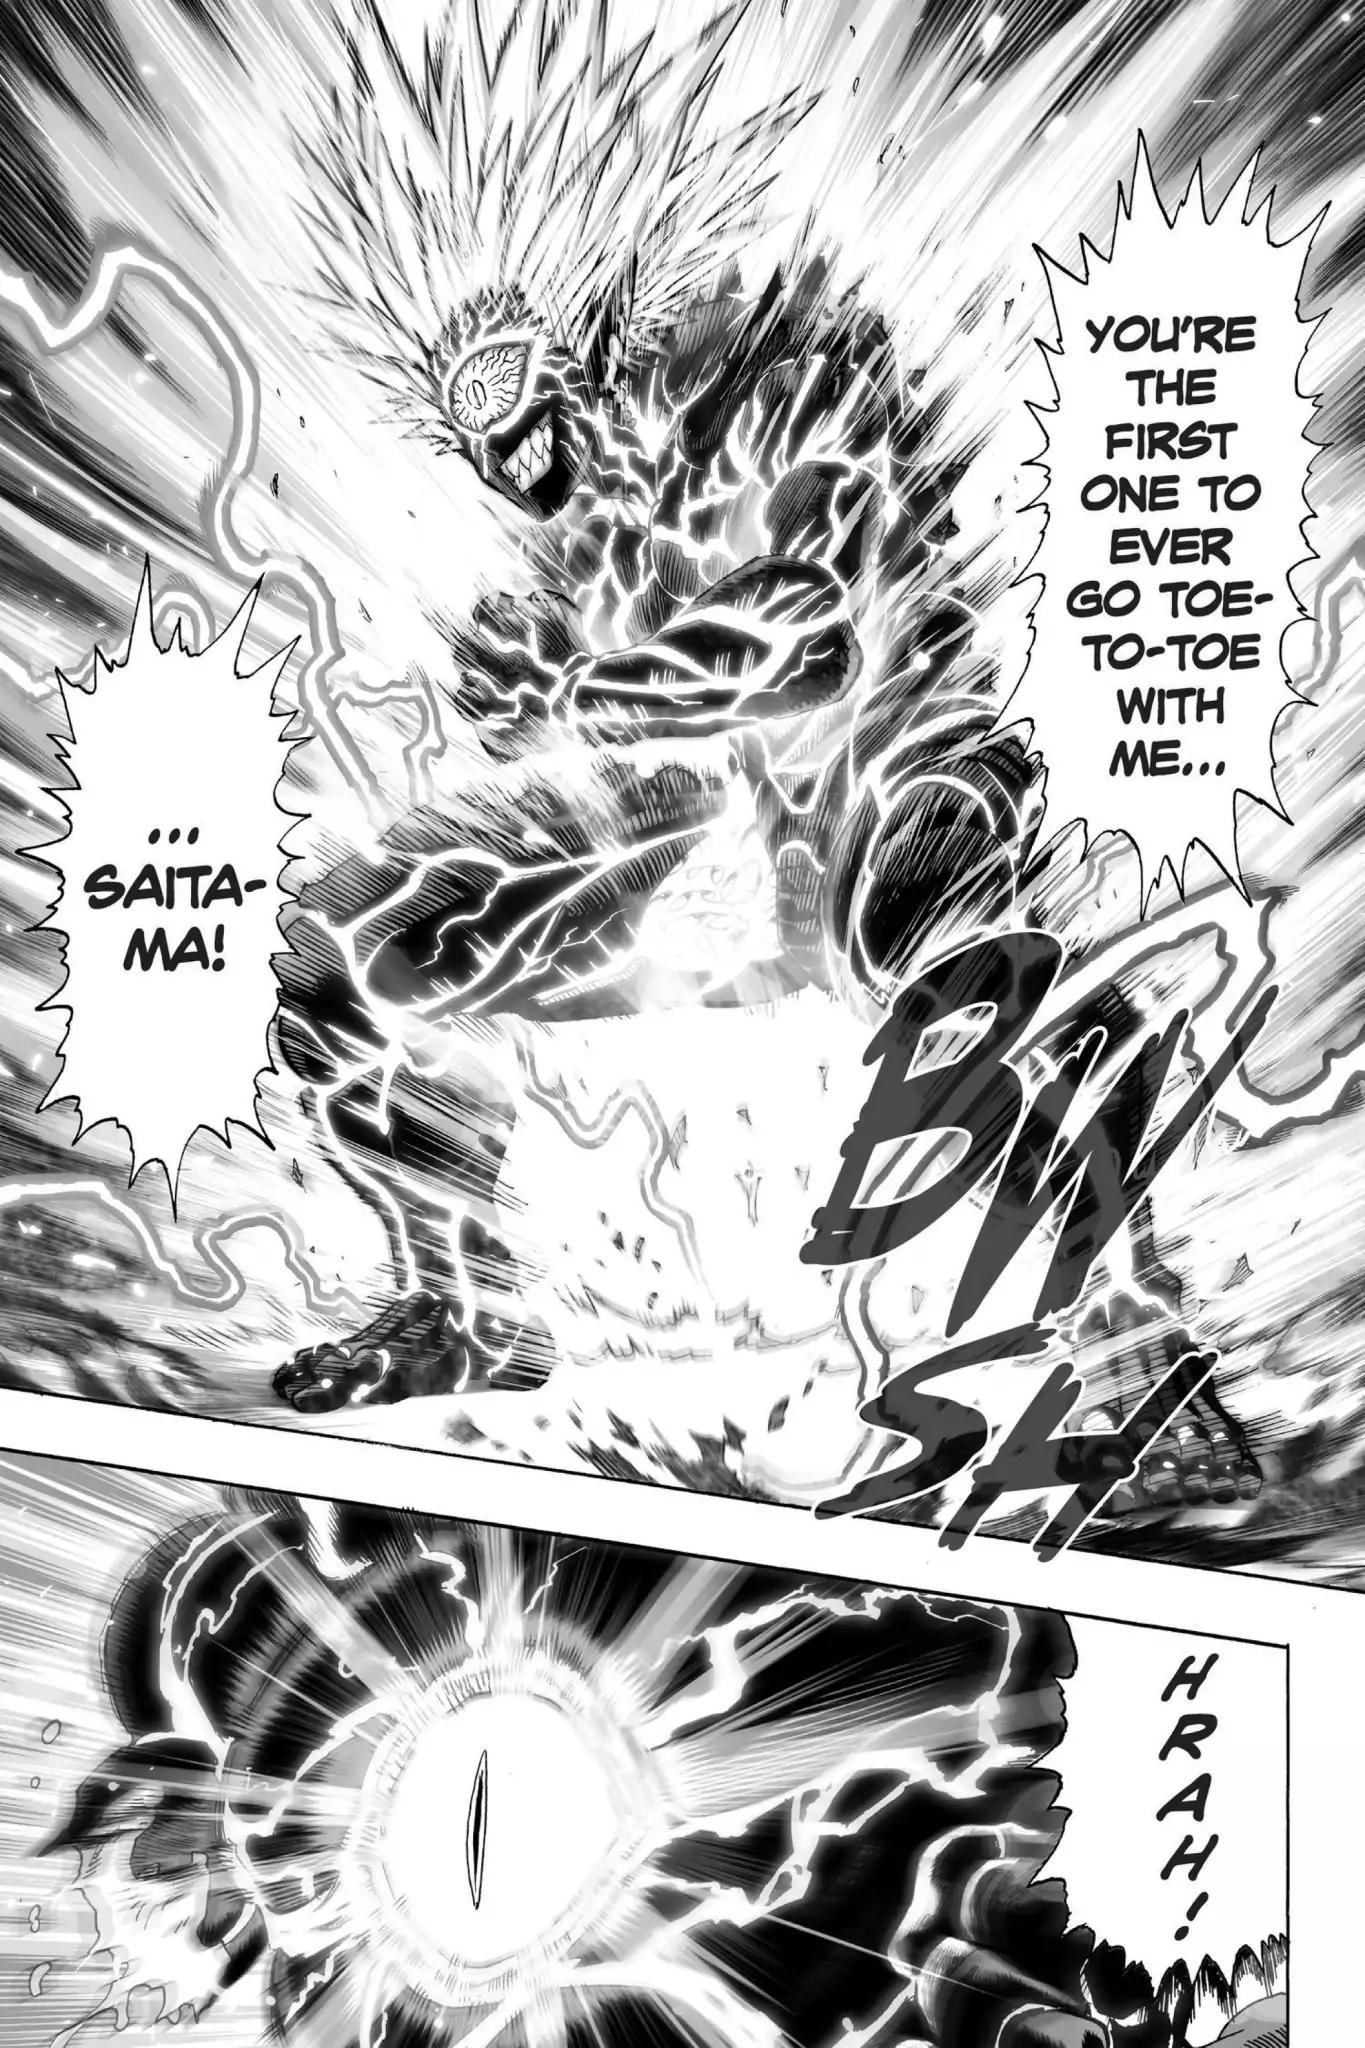 YOU'RE
THE
FIRST
ONE TO
EVER
GO TOE-
TO-TOE
WITH
ME...
...
SAITA-
MA!
BW
SH
HRAH!